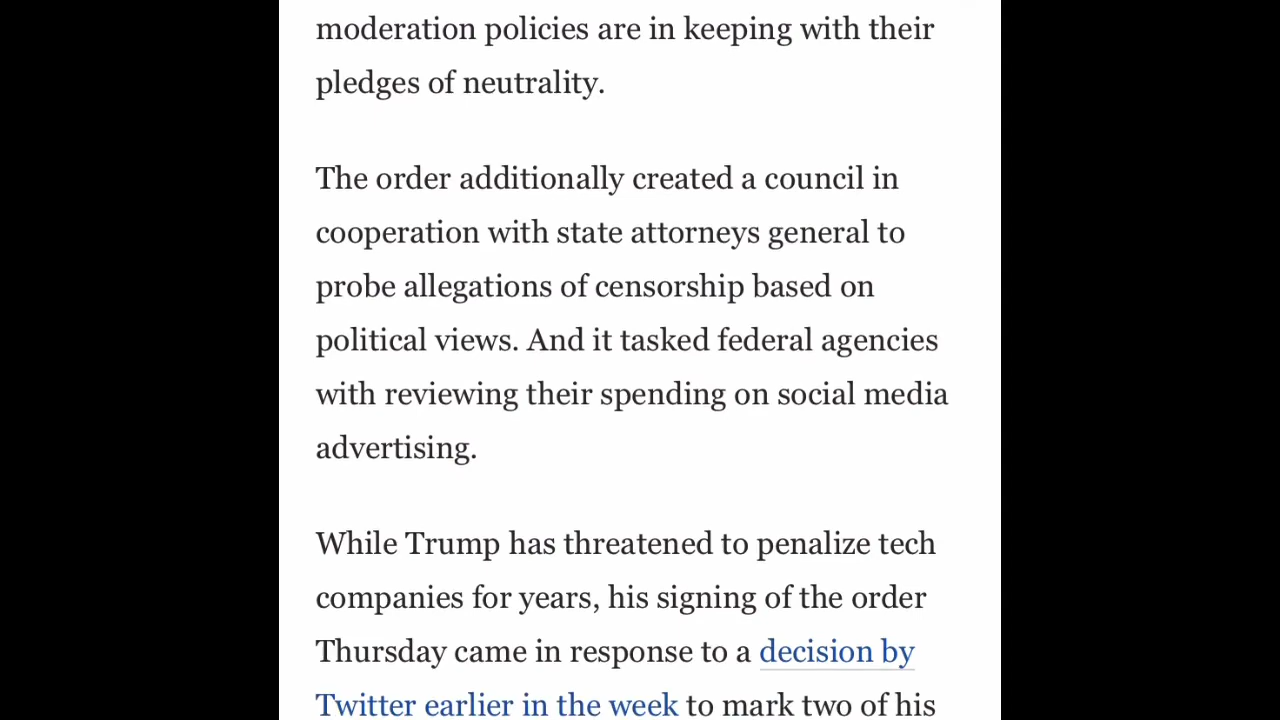 moderation policies are in keeping with their
pledges of neutrality.
The order additionally created a council in
cooperation with state attorneys general to
probe allegations of censorship based on
political views. And it tasked federal agencies
with reviewing their spending on social media
advertising.
While Trump has threatened to penalize tech
companies for years, his signing of the order
Thursday came in response to a decision by
Twitter earlier in the week to mark two of his